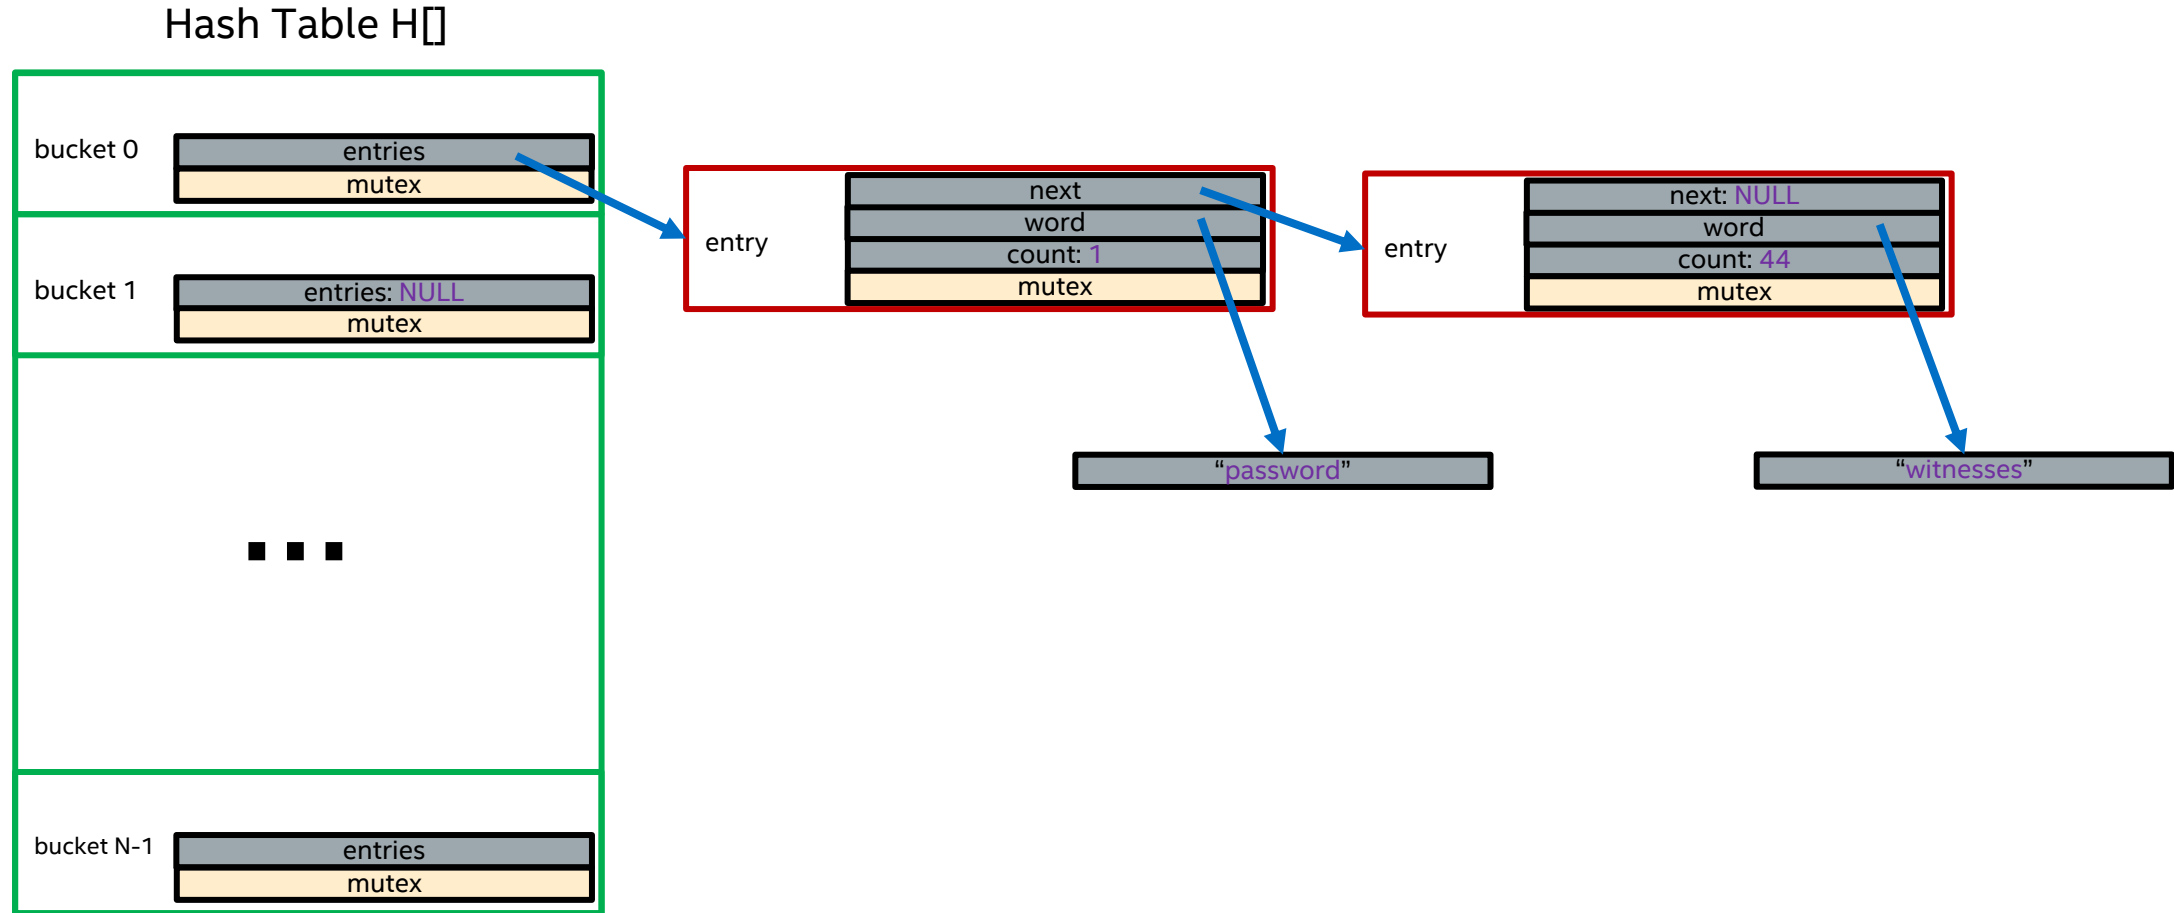 Hash Table H[]
bucket 0
entries
mutex
bucket 1
entries: NULL
mutex
bucket N-1
entries
mutex
entry
next
word
count: 1
mutex
entry
next: NULL
word
count: 44
mutex
“password”
“witnesses”